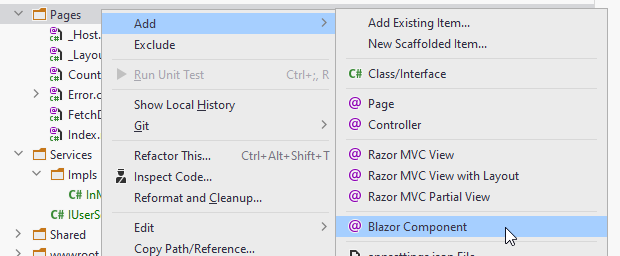 Pages
_Host.
_Layou
Count
Error.c
FetchD
Index.
Services
Impls
InM
IUserS
Shared
wwwroot
Add
Exclude
Run Unit Test Ctrl+;, R
Show Local History
Git
Refactor This... Ctrl+Alt+Shift+T
Inspect Code...
Reformat and Cleanup...
Edit
Copy Path/Reference...
Add Existing Item...
New Scaffolded Item...
C# Class/Interface
@ Page
@ Controller
@ Razor MVC View
@ Razor MVC View with Layout
@ Razor MVC Partial View
@ Blazor Component
appsettings.json File